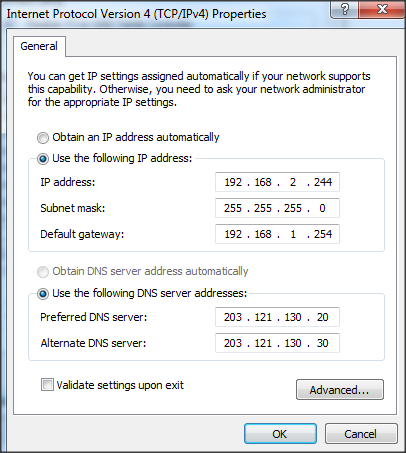 Internet Protocol Version 4 (TCP/IPv4) Properties
General
You can get IP settings assigned automatically if your network supports
this capability. Otherwise, you need to ask your network administrator
for the appropriate IP settings.
Obtain an IP address automatically
Use the following IP address:
IP address: 192 . 168 . 2 . 244
Subnet mask: 255 . 255 . 255 . 0
Default gateway: 192 . 168 . 1 . 254
Obtain DNS server address automatically
Use the following DNS server addresses:
Preferred DNS server: 203 . 121 . 130 . 20
Alternate DNS server: 203 . 121 . 130 . 30
Validate settings upon exit
Advanced...
OK Cancel